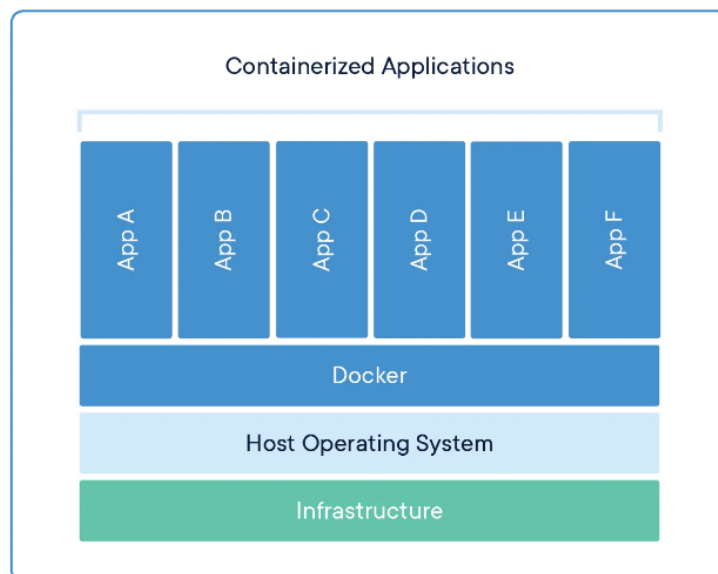 Containerized Applications
App A
App B
App C
App D
App E
App F
Docker
Host Operating System
Infrastructure